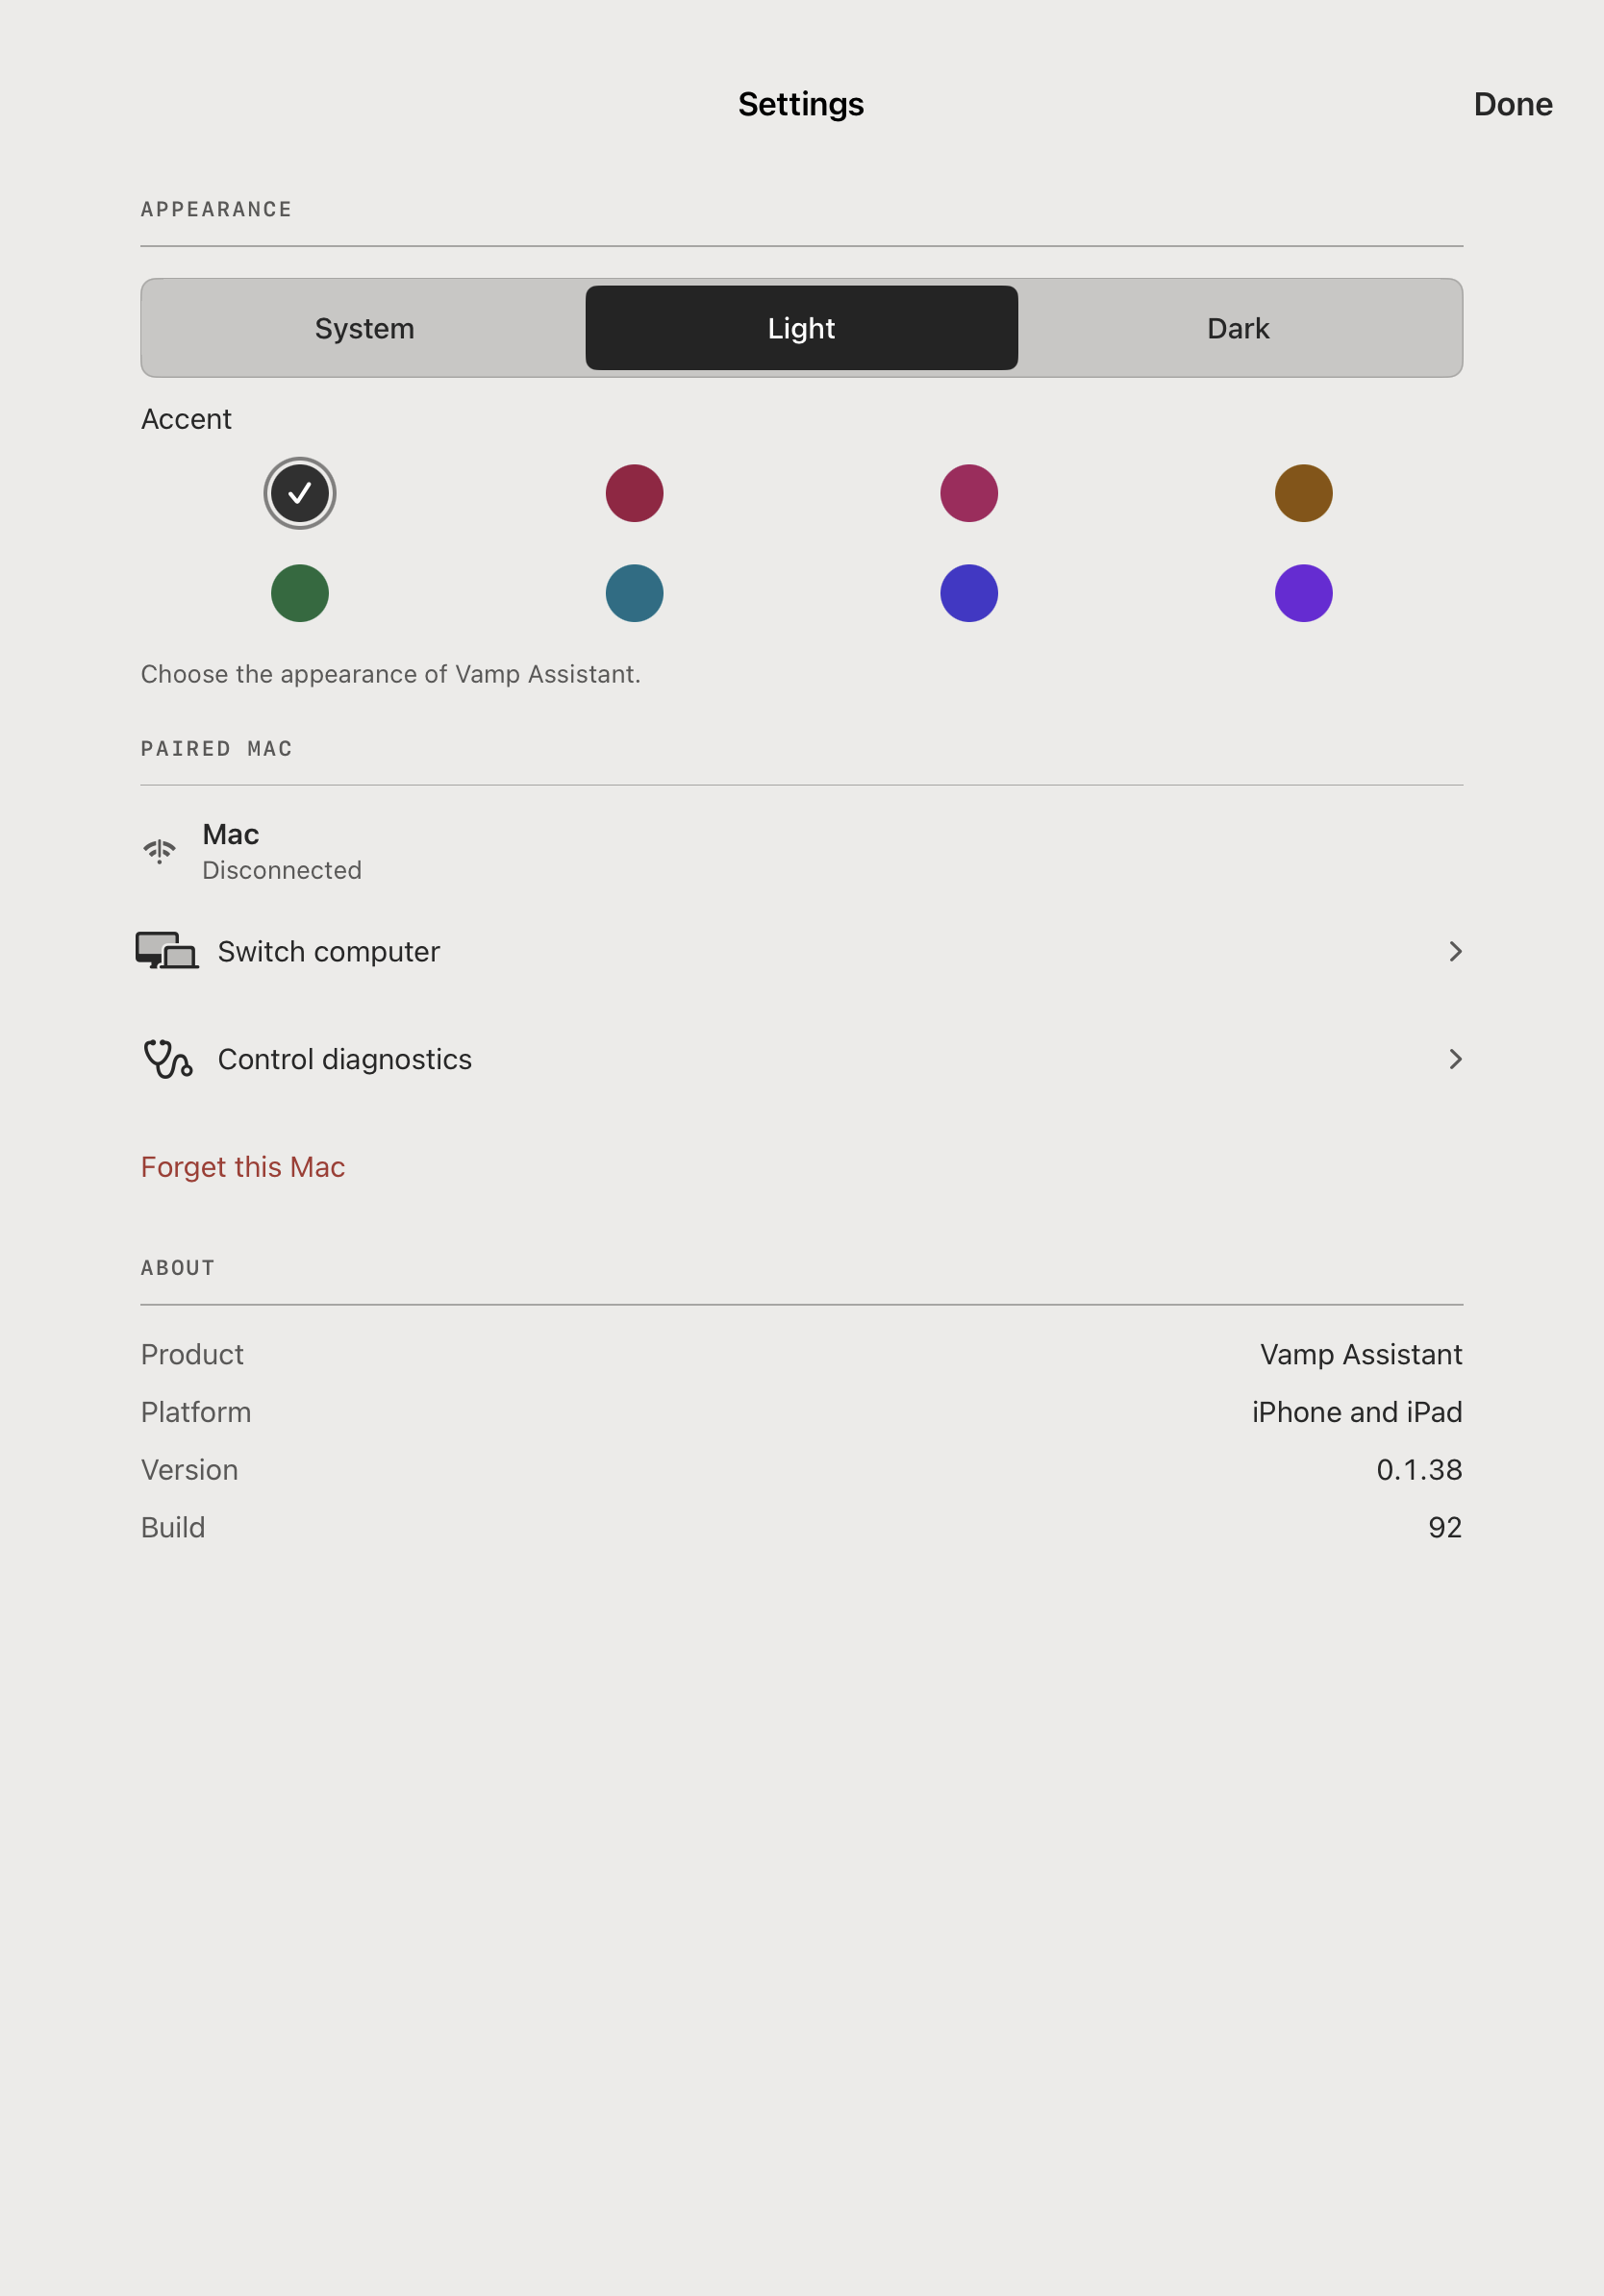 Settings
Done
APPEARANCE
System
Light
Dark
Accent
Choose the appearance of Vamp Assistant.
PAIRED MAC
Mac
Disconnected
Switch computer
Control diagnostics
Forget this Mac
ABOUT
Product Vamp Assistant
Platform iPhone and iPad
Version 0.1.38
Build 92